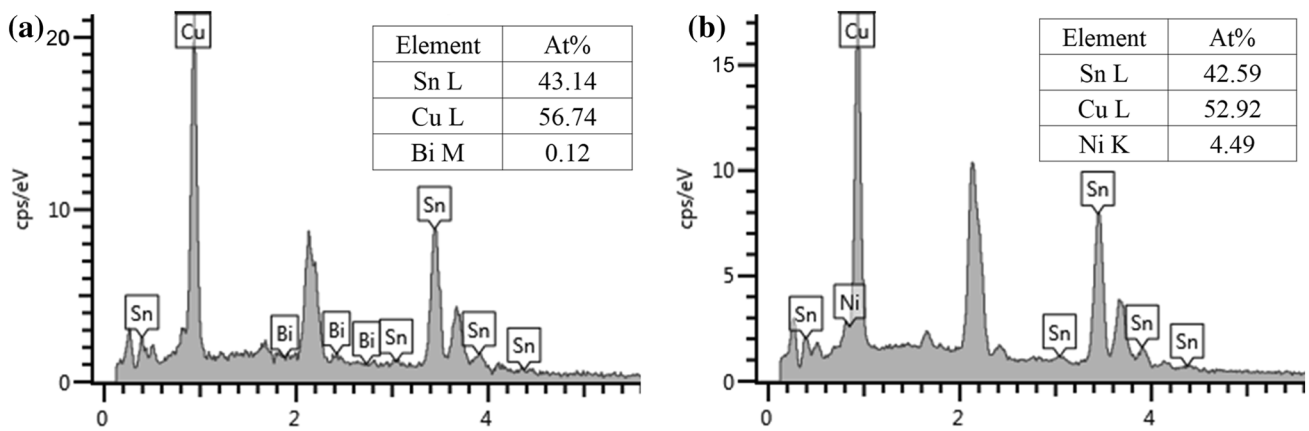 (a)
20
10
0
cps/eV
Cu
Element At%
Sn L 43.14
Cu L 56.74
Bi M 0.12
Sn
Sn
Bi
Bi
Bi
Sn
Sn
Sn
0 2 4
(b)
15
10
5
0
cps/eV
Cu
Element At%
Sn L 42.59
Cu L 52.92
Ni K 4.49
Sn
Sn
Ni
Sn
Sn
Sn
0 2 4